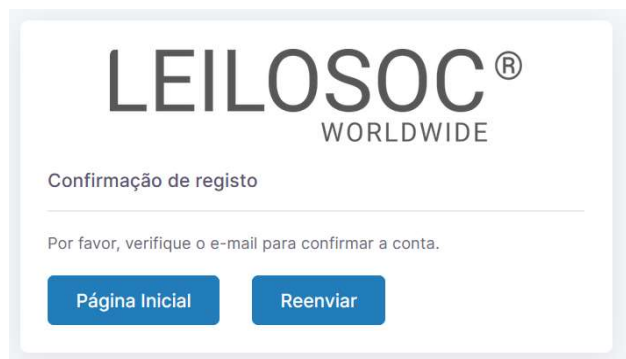 LEILOSOC®
WORLDWIDE
Confirmação de registo
Por favor, verifique o e-mail para confirmar a conta.
Página Inicial
Reenviar